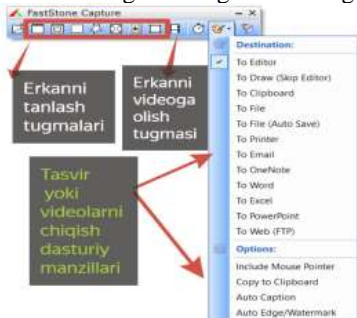 FastStone Capture
Destination:
To Editor
To Draw (Skip Editor)
To Clipboard
To File
To File (Auto Save)
To Printer
To Email
To OneNote
To Word
To Excel
To PowerPoint
To Web (FTP)
Options:
Include Mouse Pointer
Copy to Clipboard
Auto Caption
Auto Edge/Watermark
Erkanni
tanlash
tugmalari
Erkanni
videoga
olish
tugmasi
Tasvir
yoki
videolarni
chiqish
dasturiy
manzillari